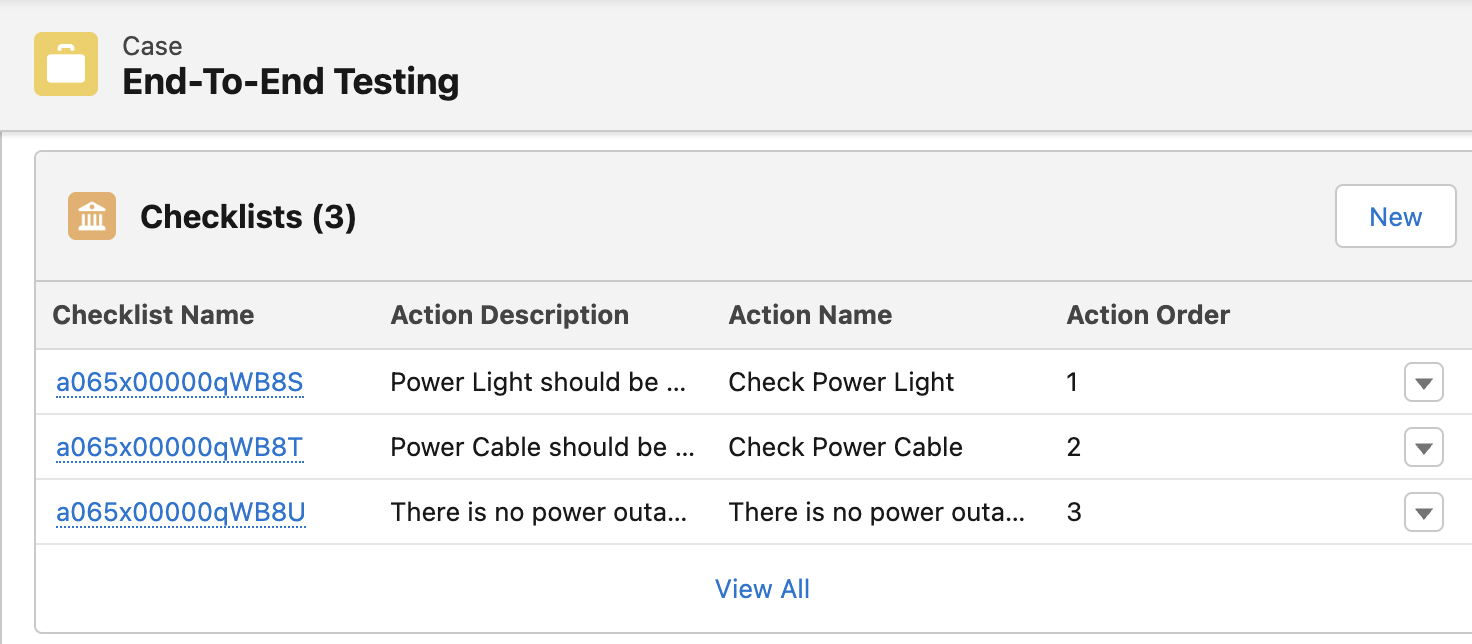 Case
End-To-End Testing
Checklists (3)
New
Checklist Name Action Description Action Name Action Order
a065x00000qWB8S Power Light should be ... Check Power Light 1
a065x00000qWB8T Power Cable should be ... Check Power Cable 2
a065x00000qWB8U There is no power outa... There is no power outa... 3
View All